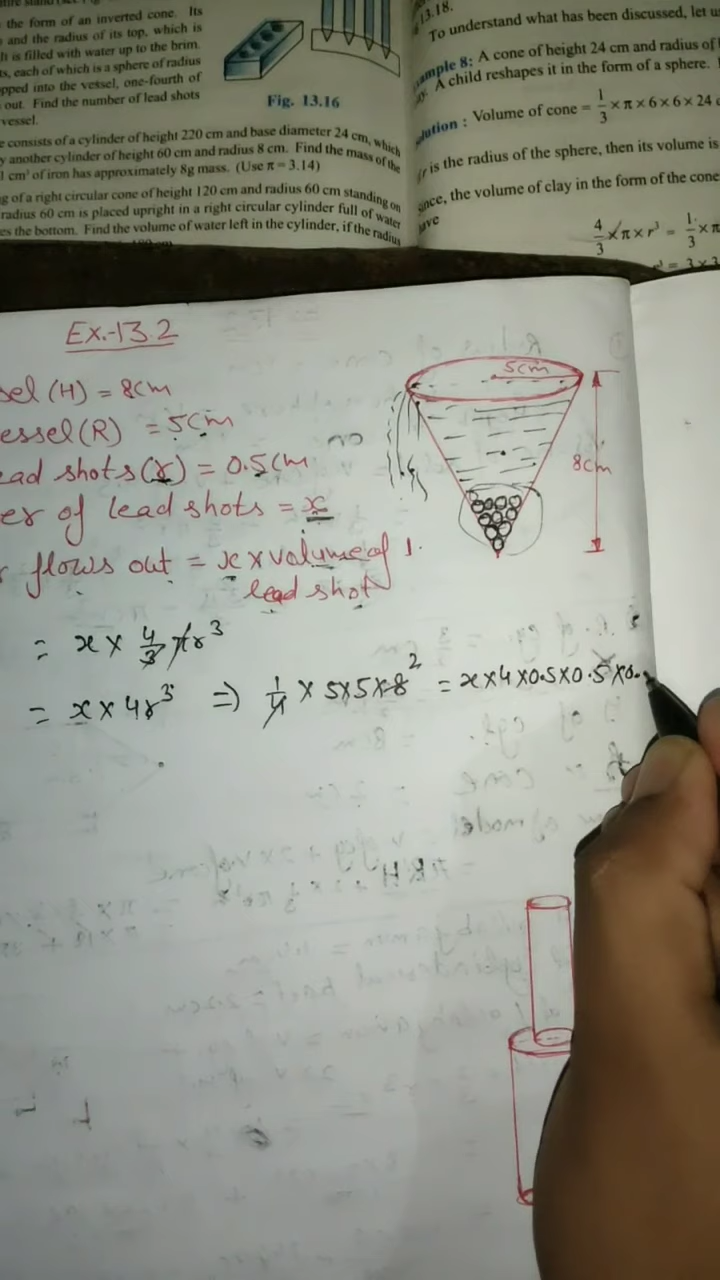 the form of an inverted cone. Its
and the radius of its top, which is
It is filled with water up to the brim.
ts, each of which is a sphere of radius
opped into the vessel, one-fourth of
out. Find the number of lead shots
vessel.
Fig. 13.16
consists of a cylinder of height 220 cm and base diameter 24 cm, which
y another cylinder of height 60 cm and radius 8 cm. Find the mass of the
1 cm³ of iron has approximately 8g mass. (Use π = 3.14)
g of a right circular cone of height 120 cm and radius 60 cm standing on
radius 60 cm is placed upright in a right circular cylinder full of water
es the bottom. Find the volume of water left in the cylinder, if the radius
13.18.
To understand what has been discussed, let u
ample 8: A cone of height 24 cm and radius of
ay. A child reshapes it in the form of a sphere.
olution : Volume of cone = 1/3 × π × 6 × 6 × 24 c
r is the radius of the sphere, then its volume is
ince, the volume of clay in the form of the cone
ave
4/3 × π × r³ = 1/3 × π
Ex.-13.2
sel (H) = 8cm
essel (R) = 5cm
ead shots (r) = 0.5cm
er of lead shots = x
r flows out = x × volume of 1
lead shot
5cm
8cm
= x × 4/3 πr³
= x × 4r³ ⇒ 1/4 × 5×5×8 2 = x×4×0.5×0.5×0.